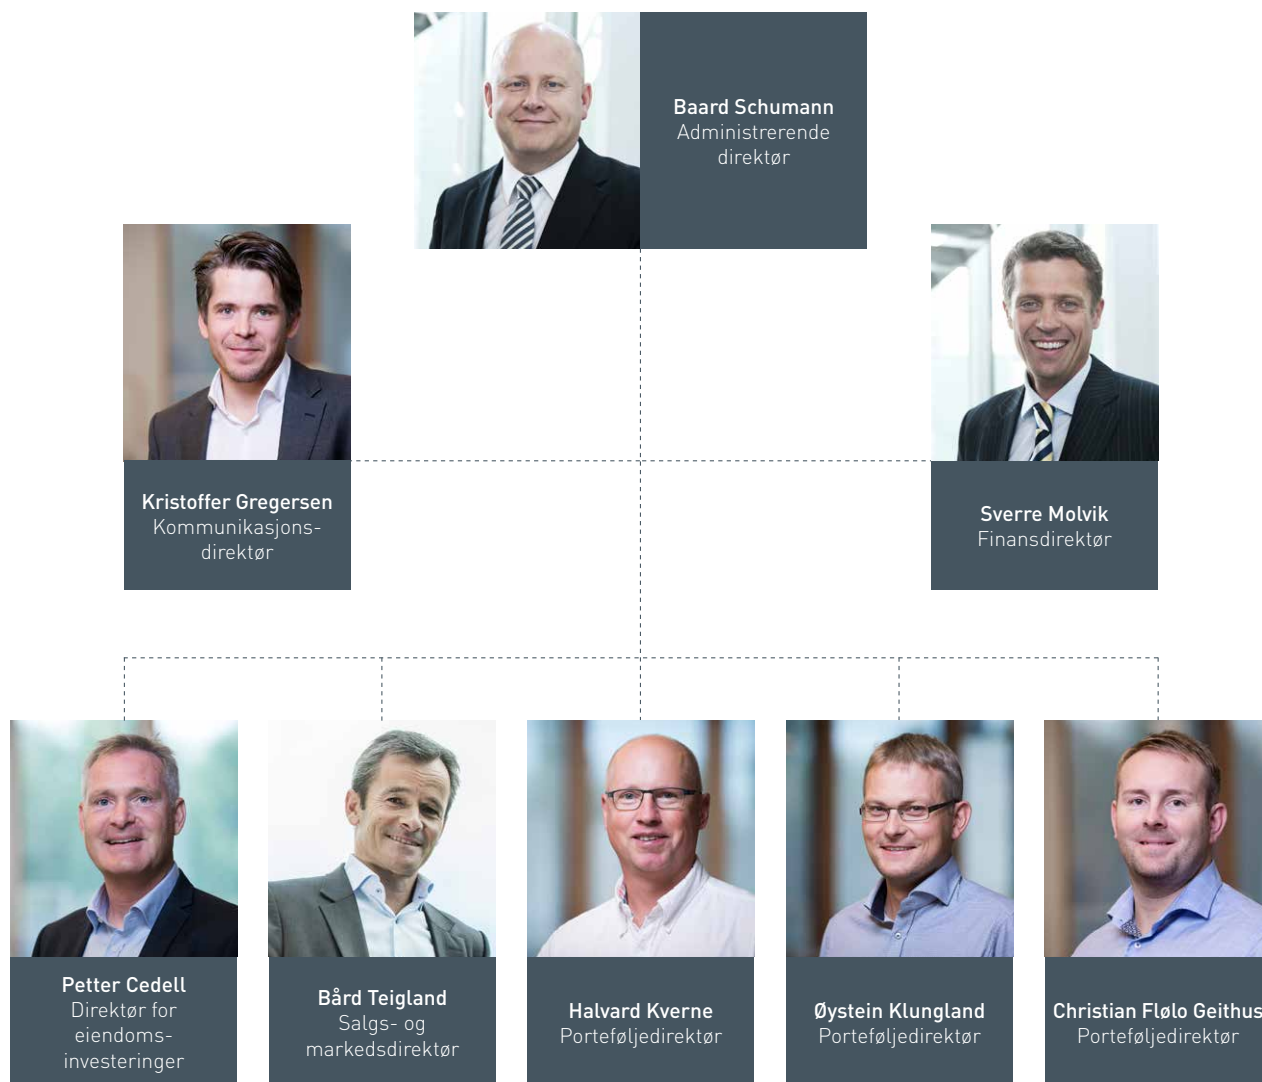 Baard Schumann
Administrerende
direktør
Kristoffer Gregersen
Kommunikasjons-
direktør
Sverre Molvik
Finansdirektør
Petter Cedell
Direktør for
eiendoms-
investeringer
Bård Teigland
Salgs- og
markedsdirektør
Halvard Kverne
Porteføljedirektør
Øystein Klungland
Porteføljedirektør
Christian Flølo Geithus
Porteføljedirektør